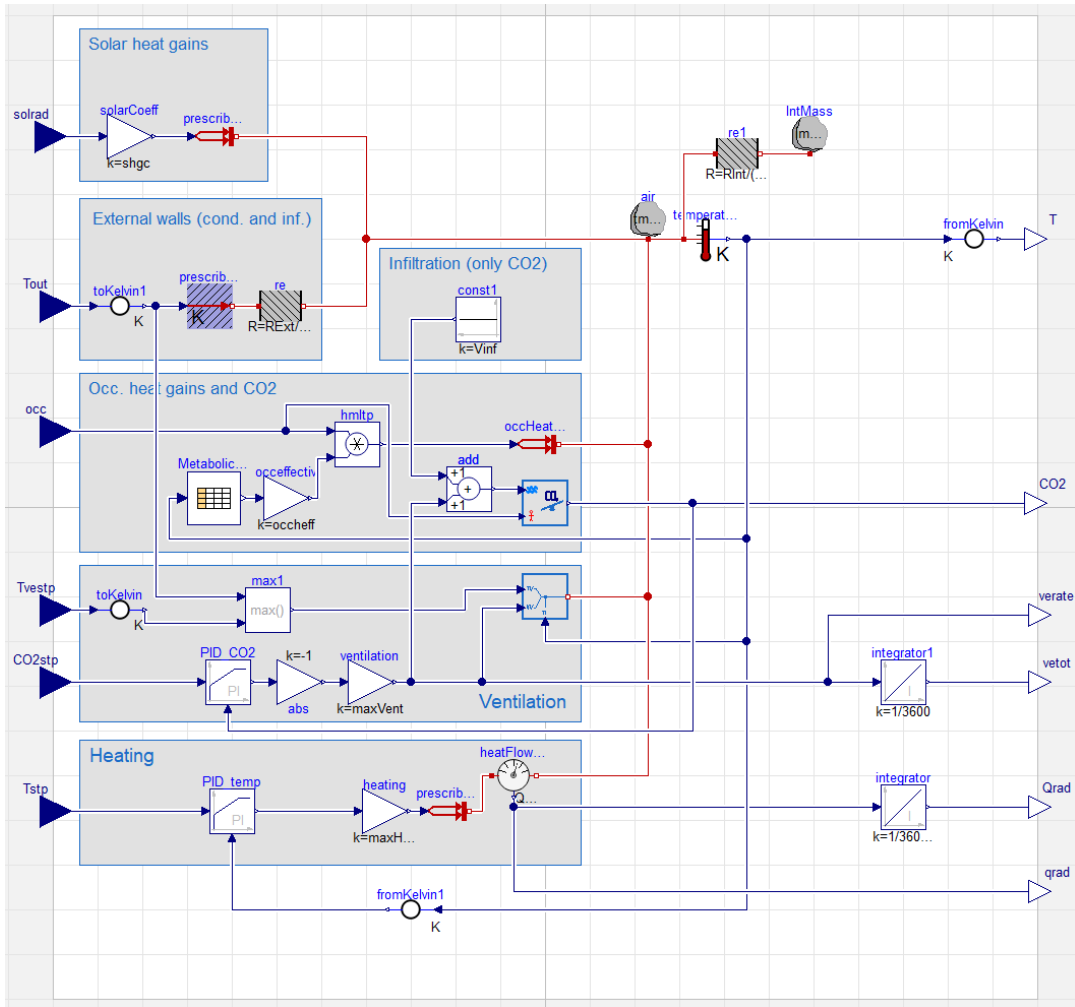 Solar heat gains
solrad
solarCoeff
prescrib...
k=shgc
IntMass
m...
re1
R=RInt/(...
External walls (cond. and inf.)
air
temperat...
K
fromKelvin
K
T
Infiltration (only CO2)
Tout
toKelvin1
K
prescrib...
K
re
R=RExt/...
const1
k=Vinf
Occ. heat gains and CO2
occ
hmltp
occHeat...
Metabolic...
occeffectiv
k=occheff
add
+1
+
+1
CO2
Tvestp
toKelvin
K
max1
max()
verate
CO2stp
PID_CO2
PI
k=-1
abs
ventilation
k=maxVent
Ventilation
integrator1
I
k=1/3600
vetot
Heating
heatFlow...
Q...
Tstp
PID_temp
PI
heating
k=maxH...
prescrib...
integrator
I
k=1/360...
Qrad
qrad
fromKelvin1
K